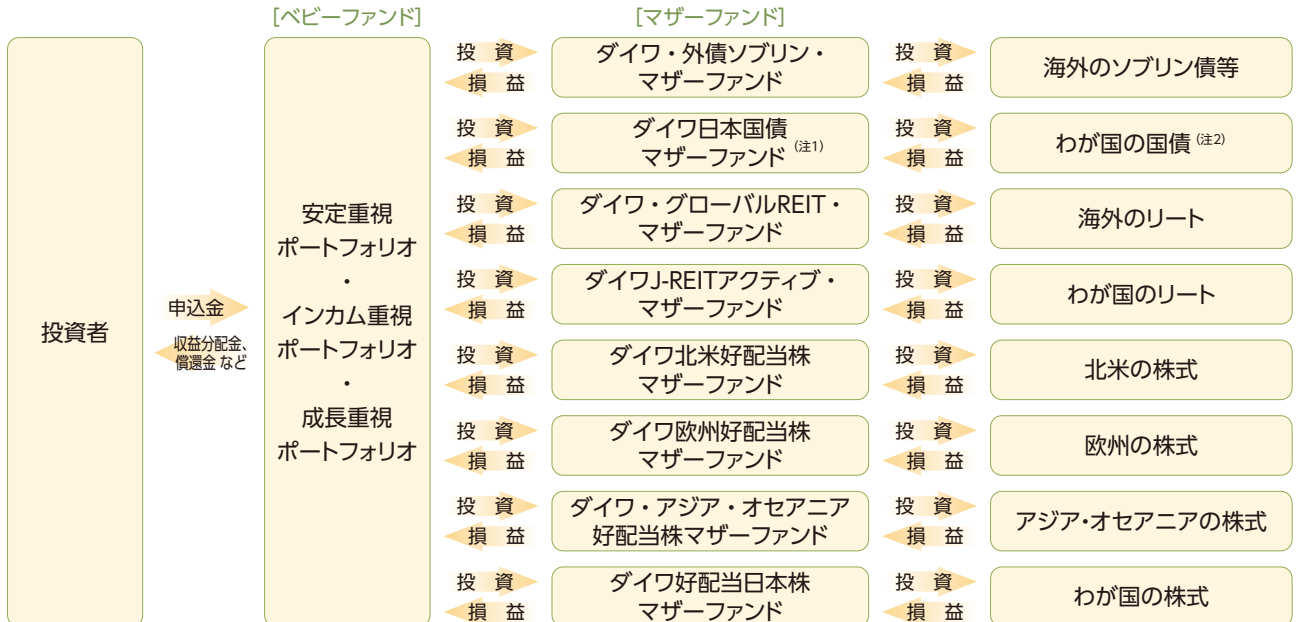 [ベビーファンド]
[マザーファンド]
投資者
申込金
収益分配金、
償還金 など
安定重視
ポートフォリオ
・
インカム重視
ポートフォリオ
・
成長重視
ポートフォリオ
投 資
損 益
ダイワ・外債ソブリン・
マザーファンド
投 資
損 益
海外のソブリン債等
投 資
損 益
ダイワ日本国債
マザーファンド (注1)
投 資
損 益
わが国の国債 (注2)
投 資
損 益
ダイワ・グローバルREIT・
マザーファンド
投 資
損 益
海外のリート
投 資
損 益
ダイワJ-REITアクティブ・
マザーファンド
投 資
損 益
わが国のリート
投 資
損 益
ダイワ北米好配当株
マザーファンド
投 資
損 益
北米の株式
投 資
損 益
ダイワ欧州好配当株
マザーファンド
投 資
損 益
欧州の株式
投 資
損 益
ダイワ・アジア・オセアニア
好配当株マザーファンド
投 資
損 益
アジア・オセアニアの株式
投 資
損 益
ダイワ好配当日本株
マザーファンド
投 資
損 益
わが国の株式